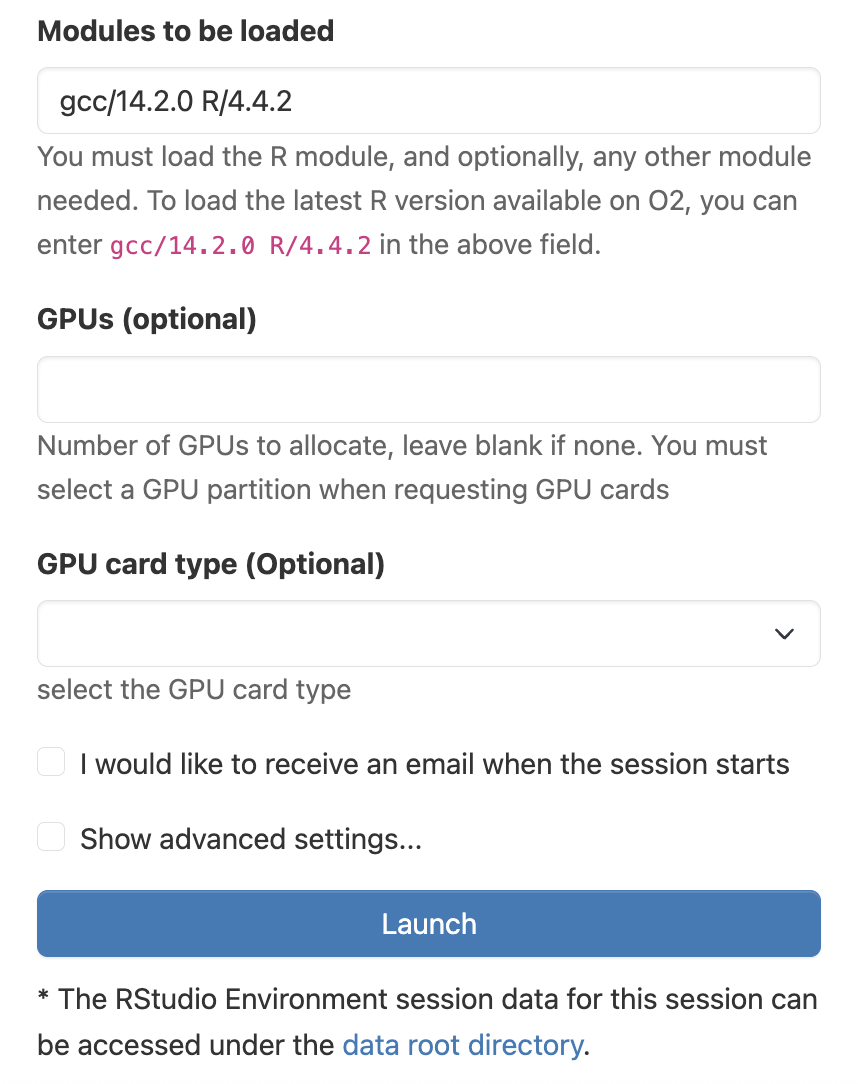 Modules to be loaded
gcc/14.2.0 R/4.4.2
You must load the R module, and optionally, any other module
needed. To load the latest R version available on O2, you can
enter gcc/14.2.0 R/4.4.2 in the above field.
GPUs (optional)
Number of GPUs to allocate, leave blank if none. You must
select a GPU partition when requesting GPU cards
GPU card type (Optional)
select the GPU card type
I would like to receive an email when the session starts
Show advanced settings...
Launch
* The RStudio Environment session data for this session can
be accessed under the data root directory.